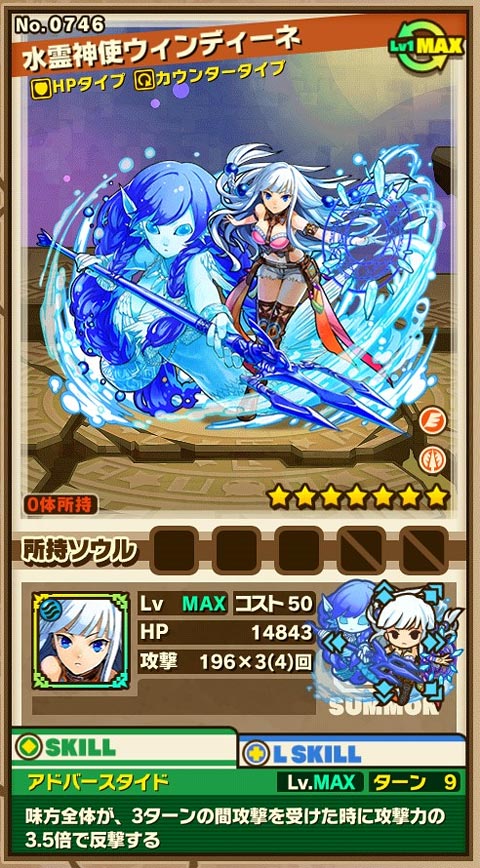 No.0746
水霊神使ウィンディーネ
Lv1 MAX
HPタイプ カウンタータイプ
E
0体所持
所持ソウル
Lv MAX コスト 50
HP 14843
攻撃 196×3(4)回
SUMMON
SKILL
L SKILL
アドバースタイド Lv.MAX ターン 9
味方全体が、3ターンの間攻撃を受けた時に攻撃力の
3.5倍で反撃する